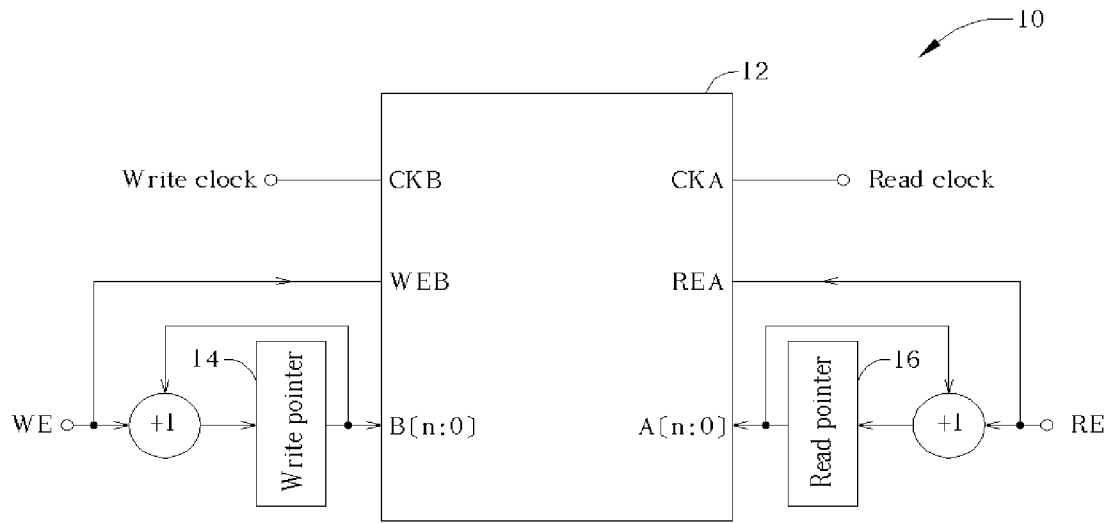 10
12
Write clock CKB CKA Read clock
WEB REA
14 16
WE +1 Write pointer B[n:0] A[n:0] Read pointer +1 RE